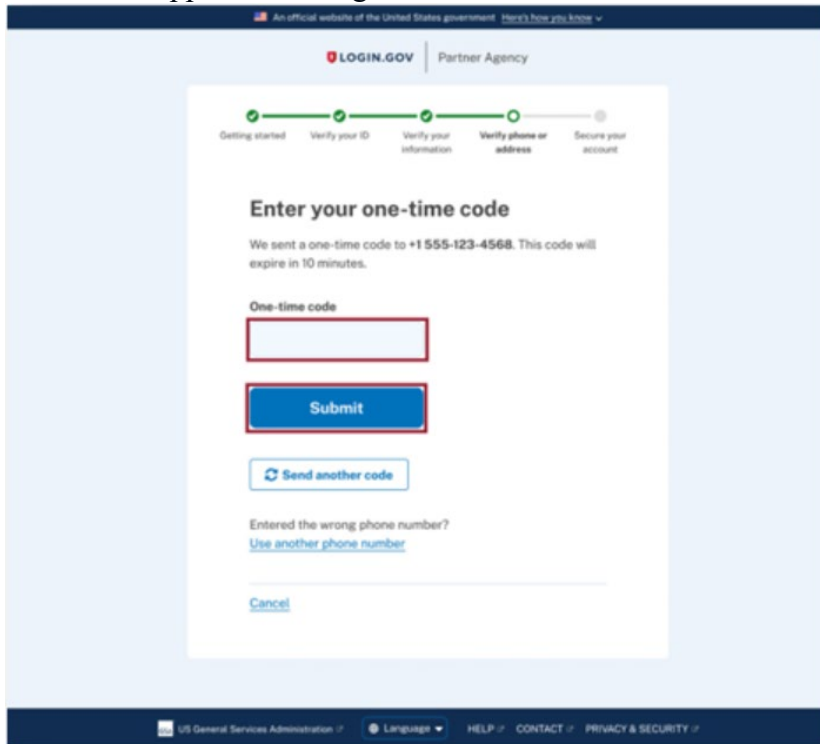 An official website of the United States government Here's how you know
LOGIN.GOV Partner Agency
Getting started Verify your ID Verify your information Verify phone or address Secure your account
Enter your one-time code
We sent a one-time code to +1 555-123-4568. This code will
expire in 10 minutes.
One-time code
Submit
Send another code
Entered the wrong phone number?
Use another phone number
Cancel
US General Services Administration Language HELP CONTACT PRIVACY & SECURITY